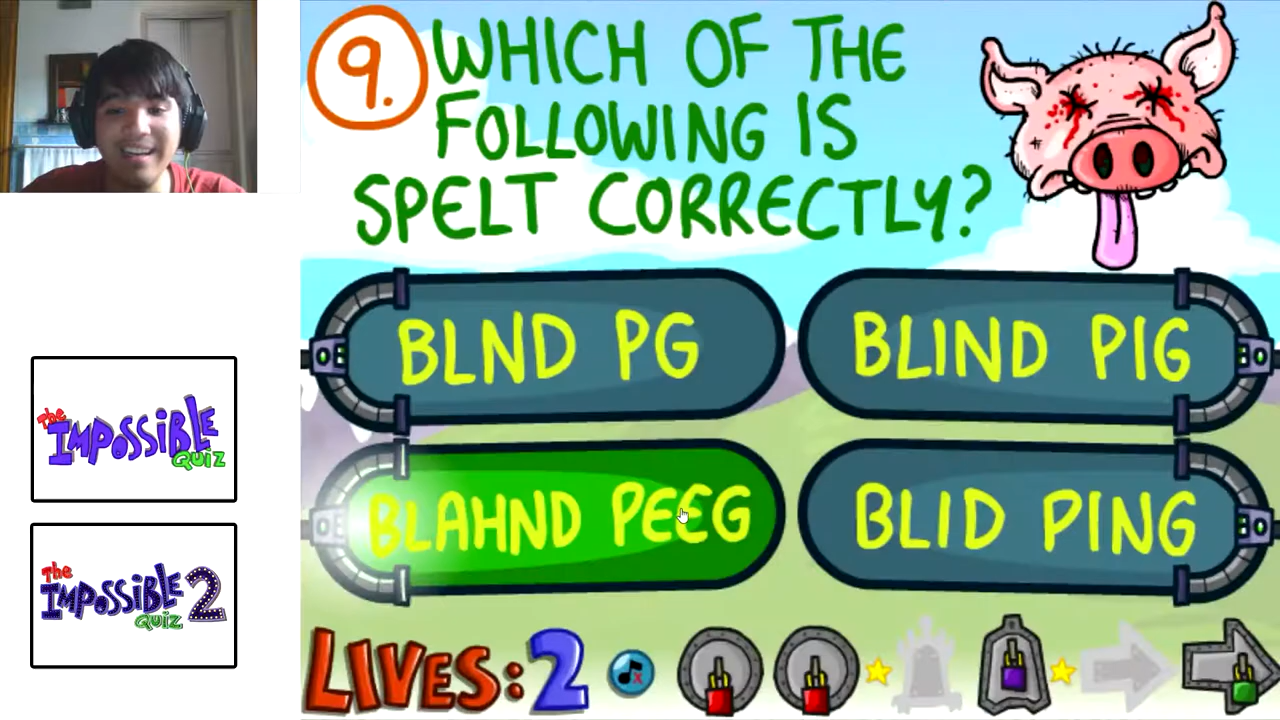 9. WHICH OF THE
FOLLOWING IS
SPELT CORRECTLY?
BLND PG
BLIND PIG
BLAHND PEEG
BLID PING
The
IMPOSSiBLE
QUiZ
The
IMPOSSiBLE 2
QUiZ
LIVES: 2